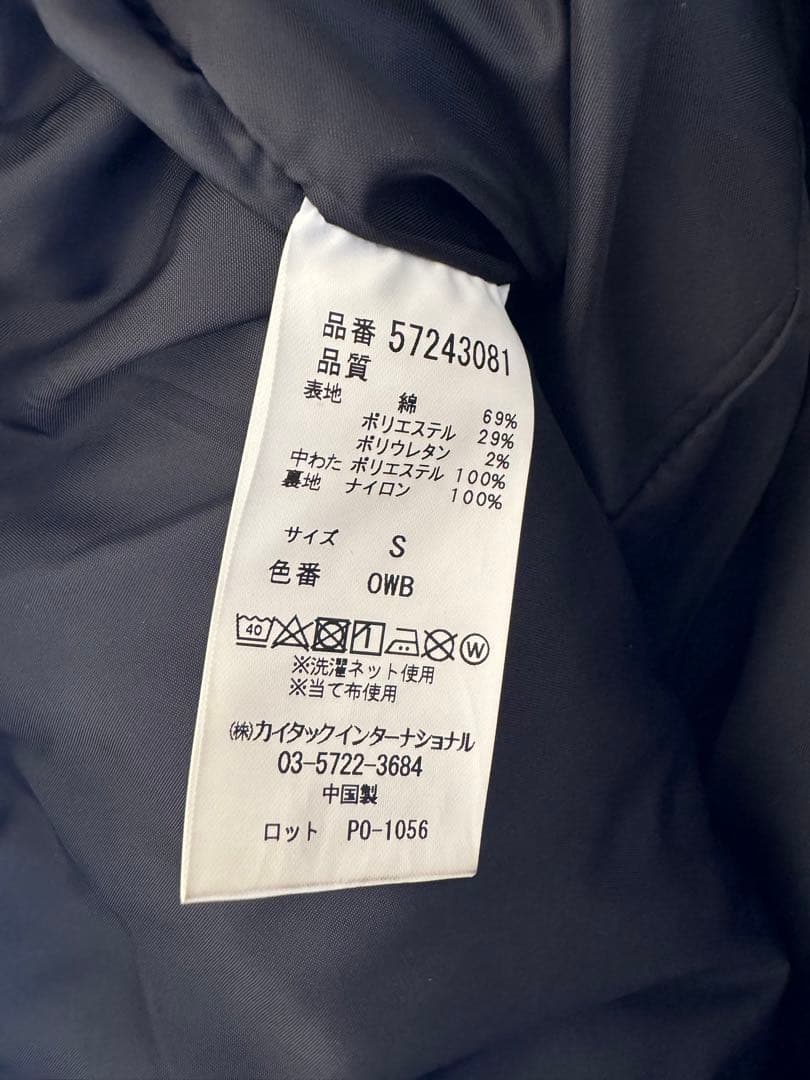 品番 57243081
品質
表地 綿 69%
ポリエステル 29%
ポリウレタン 2%
中わた ポリエステル 100%
裏地 ナイロン 100%
サイズ S
色番 OWB
40 W
※洗濯ネット使用
※当て布使用
(株)カイタックインターナショナル
03-5722-3684
中国製
ロット PO-1056